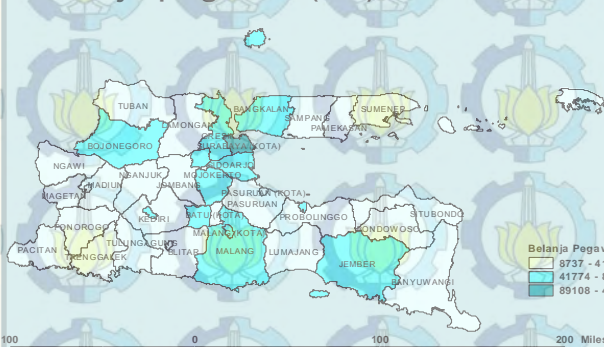 TUBAN
BANGKALAN
SUMENEP
SAMPANG
LAMONGAN
PAMEKASAN
GRESIK
BOJONEGORO
SURABAYA (KOTA)
NGAWI
SIDOARJO
NGANJUK
MOJOKERTO
MADIUN
JOMBANG
MAGETAN
PASURUAN (KOTA)
PASURUAN
KEDIRI
BATU (KOTA)
PROBOLINGGO
SITUBONDO
PONOROGO
MALANG (KOTA)
BONDOWOSO
PACITAN
TULUNGAGUNG
TRENGGALEK
BLITAR
MALANG
LUMAJANG
JEMBER
BANYUWANGI
Belanja Pegaw
8737 - 4
41774 -
89108 -
100 0 100 200 Miles